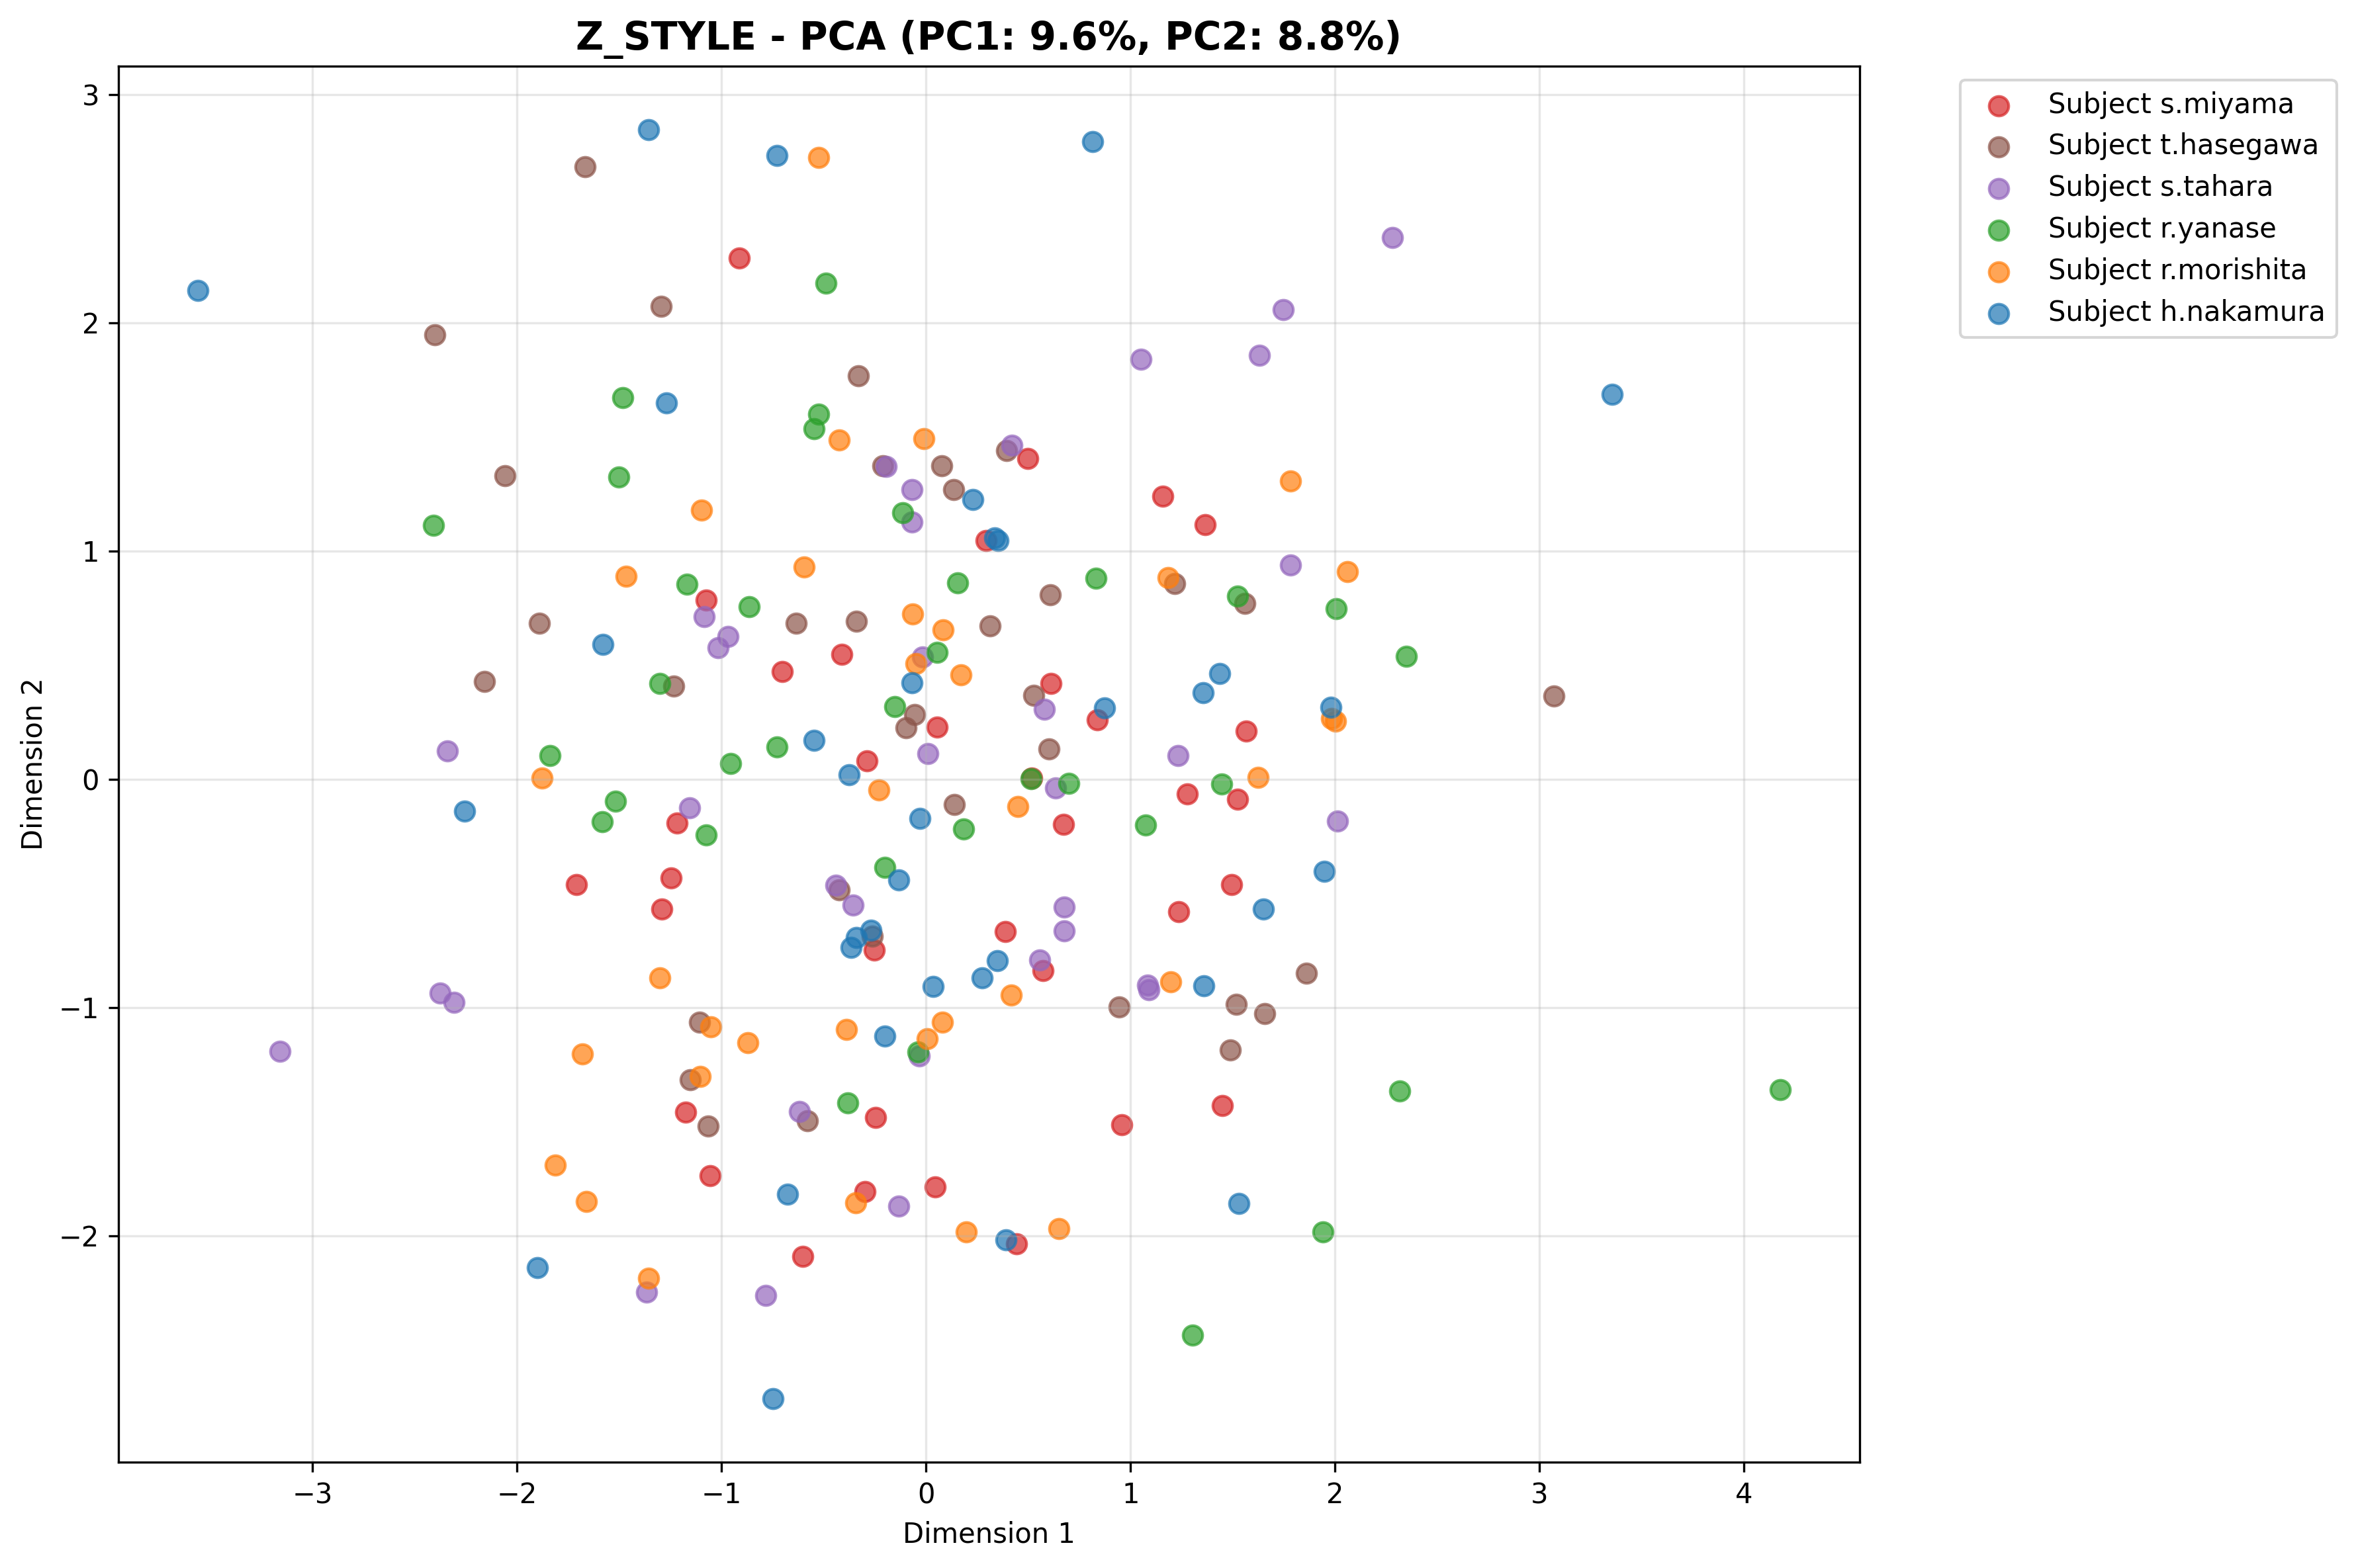 Z_STYLE - PCA (PC1: 9.6%, PC2: 8.8%)
Subject s.miyama
Subject t.hasegawa
Subject s.tahara
Subject r.yanase
Subject r.morishita
Subject h.nakamura
3
2
1
0
−1
−2
Dimension 2
−3
−2
−1
0
1
2
3
4
Dimension 1